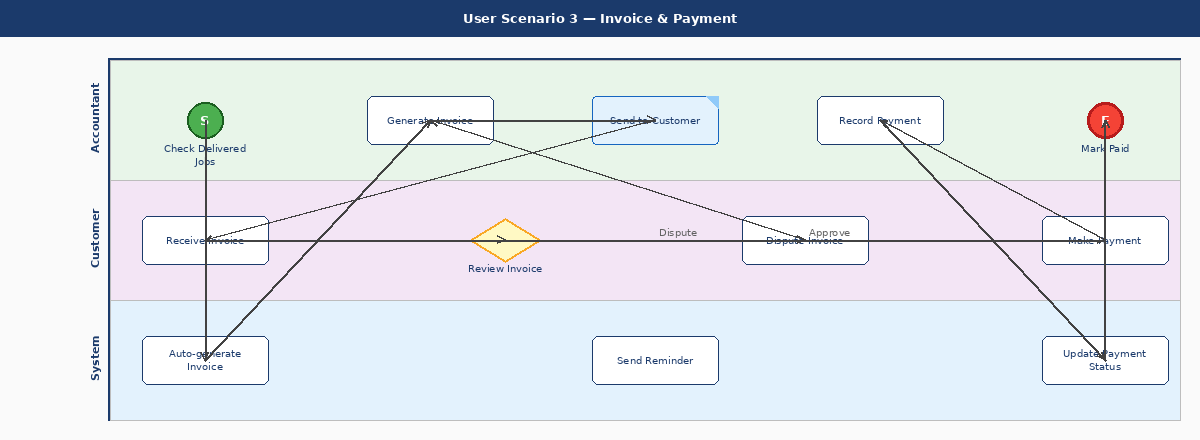 User Scenario 3 — Invoice & Payment
Accountant
S
Check Delivered
Jobs
Generate Invoice
Send to Customer
Record Payment
E
Mark Paid
Customer
Receive Invoice
Review Invoice
Dispute
Dispute Invoice
Approve
Make Payment
System
Auto-generate
Invoice
Send Reminder
Update Payment
Status